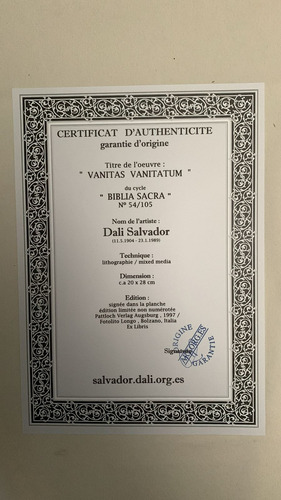 CERTIFICAT D'AUTHENTICITE
garantie d'origine
Titre de l'oeuvre :
" VANITAS VANITATUM "
du cycle
" BIBLIA SACRA "
Nº 54/105
Nom de l'artiste :
Dali Salvador
(11.5.1904 - 23.1.1989)
Technique :
lithographie / mixed media
Dimension :
c.a 20 x 28 cm
Edition :
signée dans la planche
édition limitée non numérotée
Pattloch Verlag Augsburg , 1997 /
Fotolito Longo , Bolzano, Italia
Ex Libris
Signature
ORIGINE
GARANTIE
salvador.dali.org.es